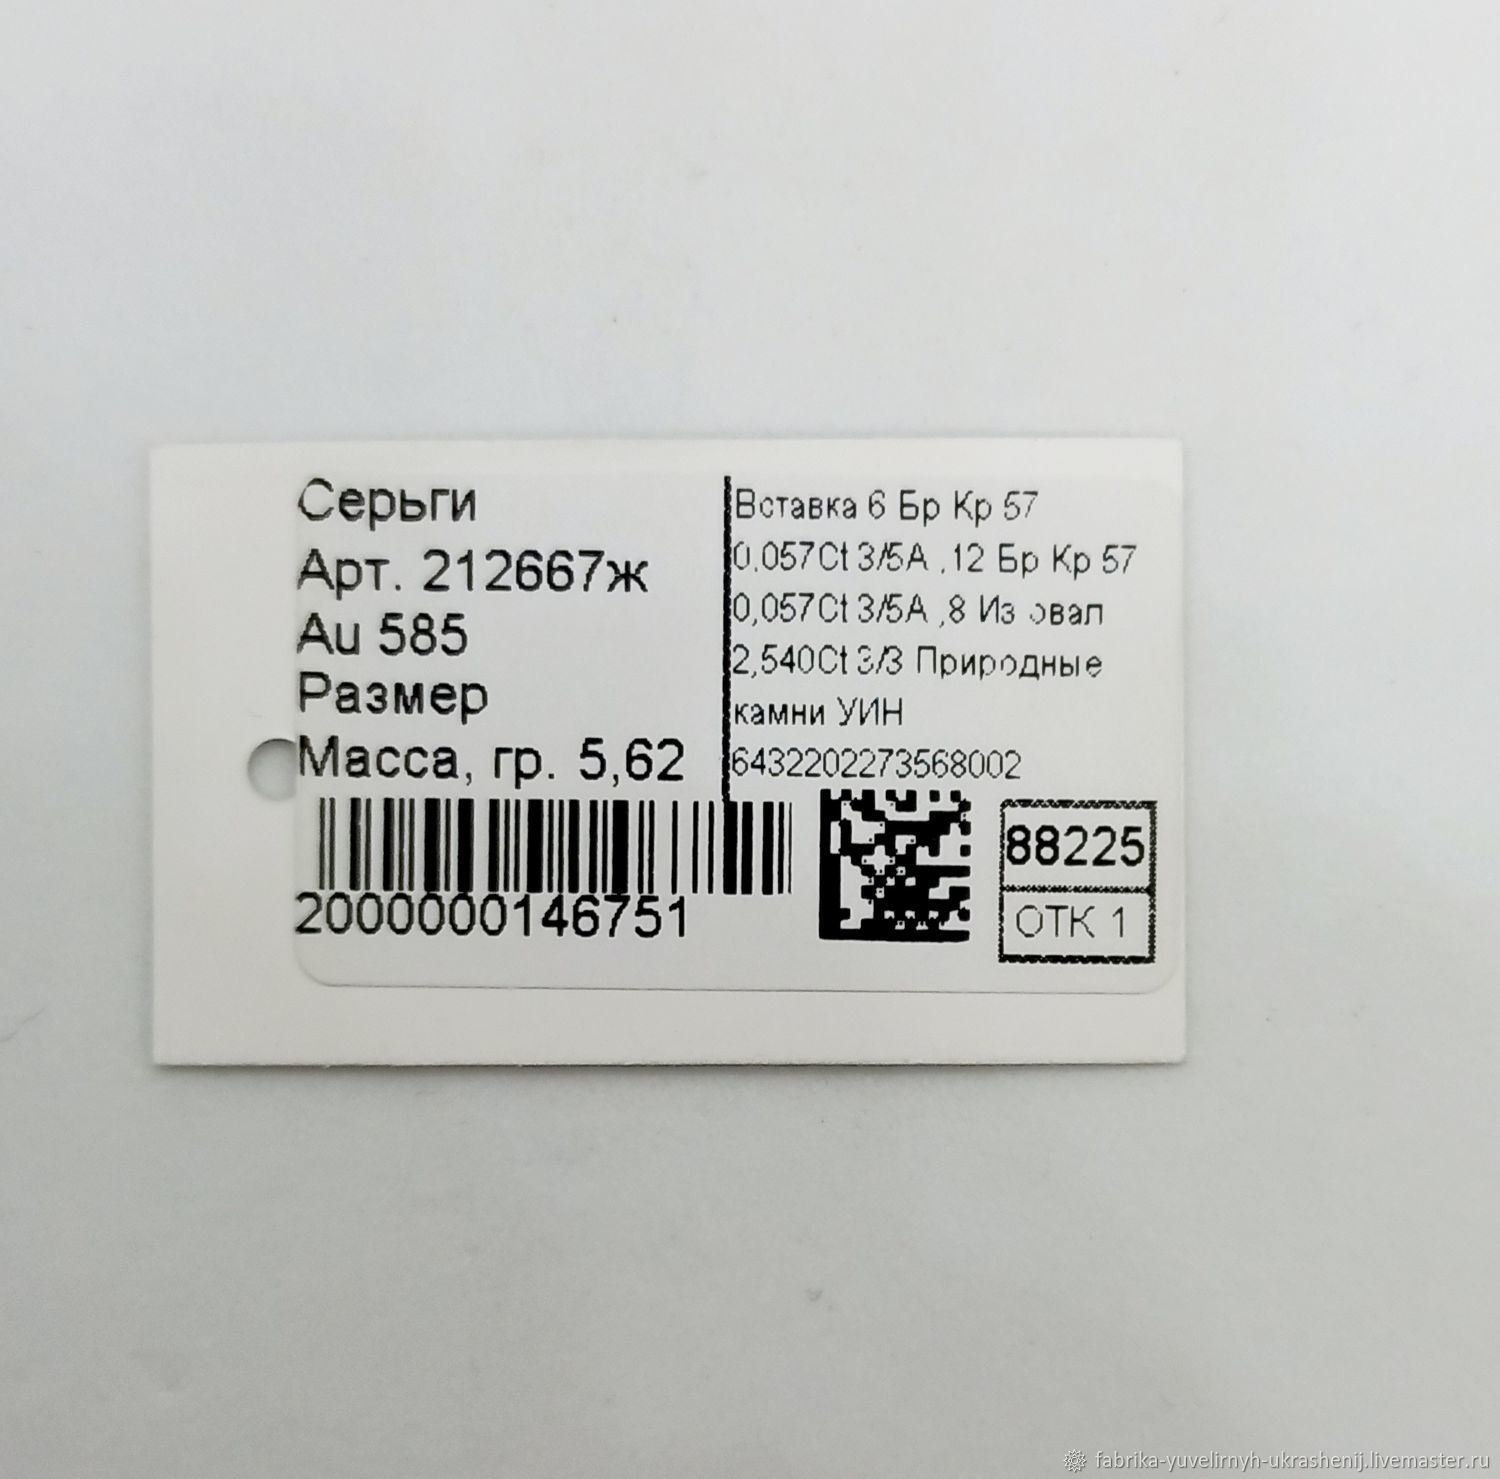 Серьги
Арт. 212667ж
Au 585
Размер
Масса, гр. 5,62
2000000146751
Вставка 6 Бр Кр 57
0,057Ct 3/5А ,12 Бр Кр 57
0,057Ct 3/5А ,8 Из овал
2,540Ct 3/3 Природные
камни УИН
6432202273568002
88225
ОТК 1
fabrika-yuvelirnyh-ukrashenij.livemaster.ru